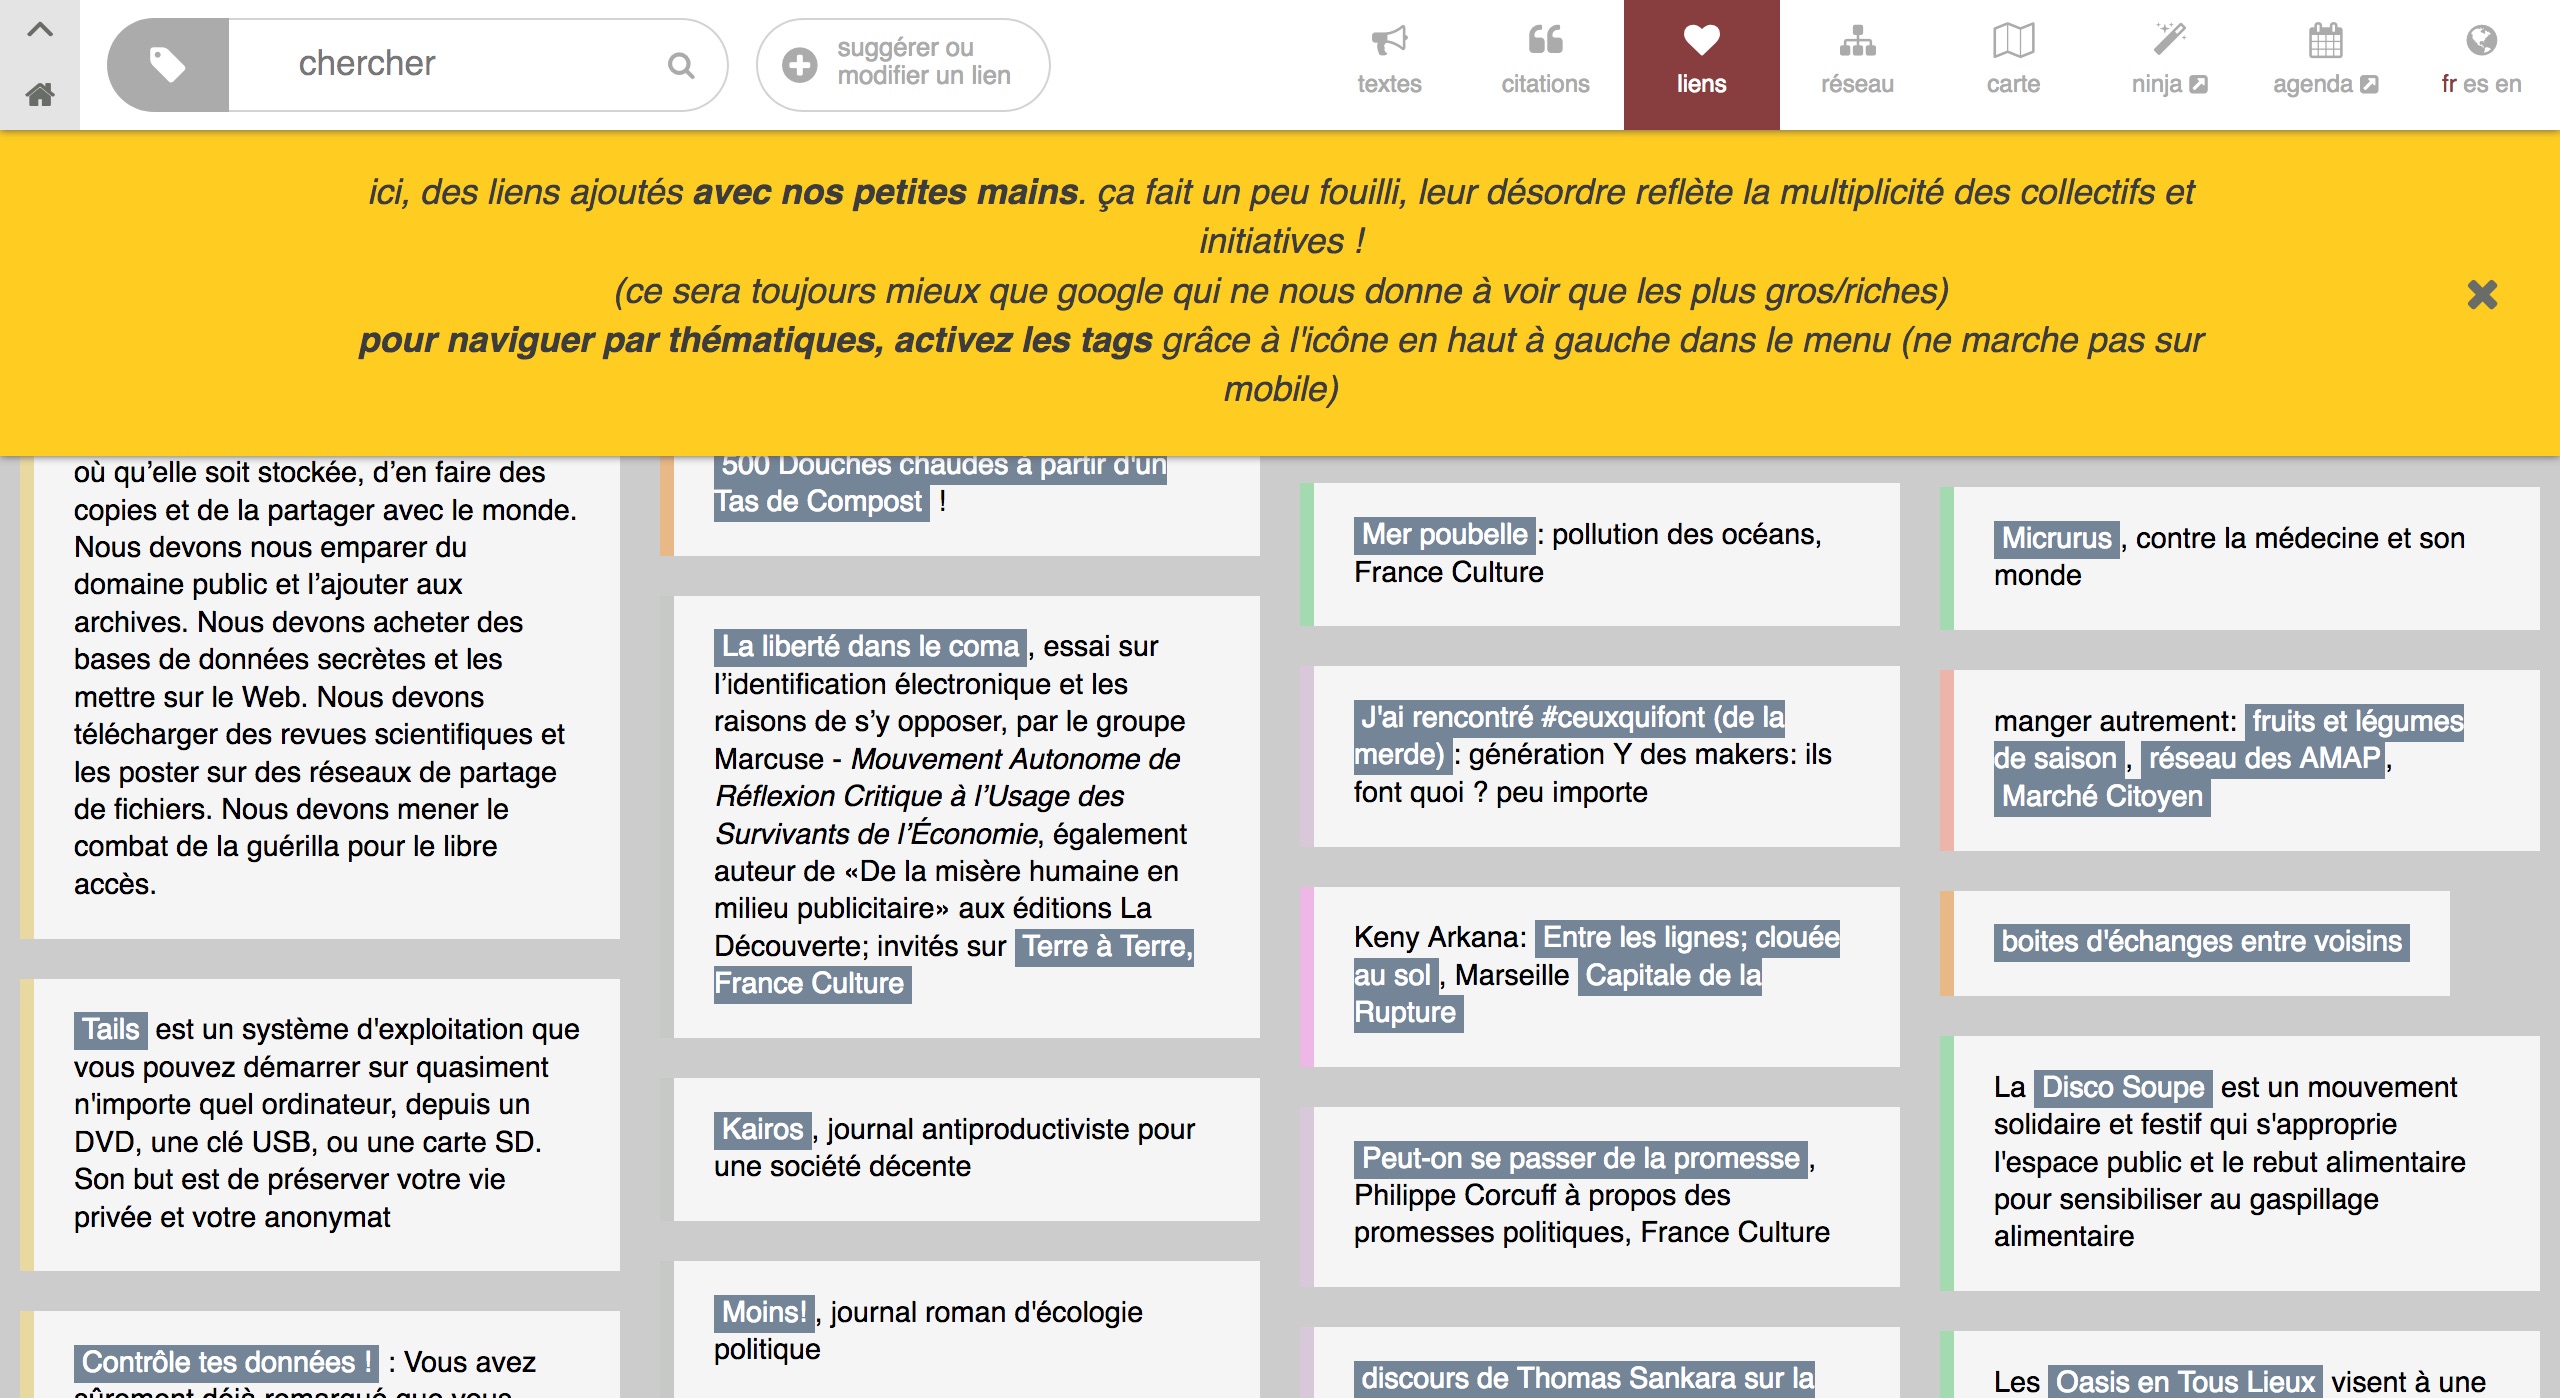 chercher
suggérer ou
modifier un lien
textes
citations
liens
réseau
carte
ninja
agenda
fr es en
ici, des liens ajoutés avec nos petites mains. ça fait un peu fouilli, leur désordre reflète la multiplicité des collectifs et
initiatives !
(ce sera toujours mieux que google qui ne nous donne à voir que les plus gros/riches)
pour naviguer par thématiques, activez les tags grâce à l'icône en haut à gauche dans le menu (ne marche pas sur
mobile)
où qu’elle soit stockée, d’en faire des
copies et de la partager avec le monde.
Nous devons nous emparer du
domaine public et l’ajouter aux
archives. Nous devons acheter des
bases de données secrètes et les
mettre sur le Web. Nous devons
télécharger des revues scientifiques et
les poster sur des réseaux de partage
de fichiers. Nous devons mener le
combat de la guérilla pour le libre
accès.
Tails est un système d'exploitation que
vous pouvez démarrer sur quasiment
n'importe quel ordinateur, depuis un
DVD, une clé USB, ou une carte SD.
Son but est de préserver votre vie
privée et votre anonymat
Contrôle tes données ! : Vous avez
sûrement déjà remarqué que vous
500 Douches chaudes à partir d'un
Tas de Compost !
La liberté dans le coma , essai sur
l’identification électronique et les
raisons de s’y opposer, par le groupe
Marcuse - Mouvement Autonome de
Réflexion Critique à l’Usage des
Survivants de l’Économie, également
auteur de «De la misère humaine en
milieu publicitaire» aux éditions La
Découverte; invités sur Terre à Terre,
France Culture
Kairos , journal antiproductiviste pour
une société décente
Moins! , journal roman d'écologie
politique
Mer poubelle : pollution des océans,
France Culture
J'ai rencontré #ceuxquifont (de la
merde) : génération Y des makers: ils
font quoi ? peu importe
Keny Arkana: Entre les lignes; clouée
au sol , Marseille Capitale de la
Rupture
Peut-on se passer de la promesse ,
Philippe Corcuff à propos des
promesses politiques, France Culture
discours de Thomas Sankara sur la
Micrurus , contre la médecine et son
monde
manger autrement: fruits et légumes
de saison , réseau des AMAP ,
Marché Citoyen
boites d'échanges entre voisins
La Disco Soupe est un mouvement
solidaire et festif qui s'approprie
l'espace public et le rebut alimentaire
pour sensibiliser au gaspillage
alimentaire
Les Oasis en Tous Lieux visent à une